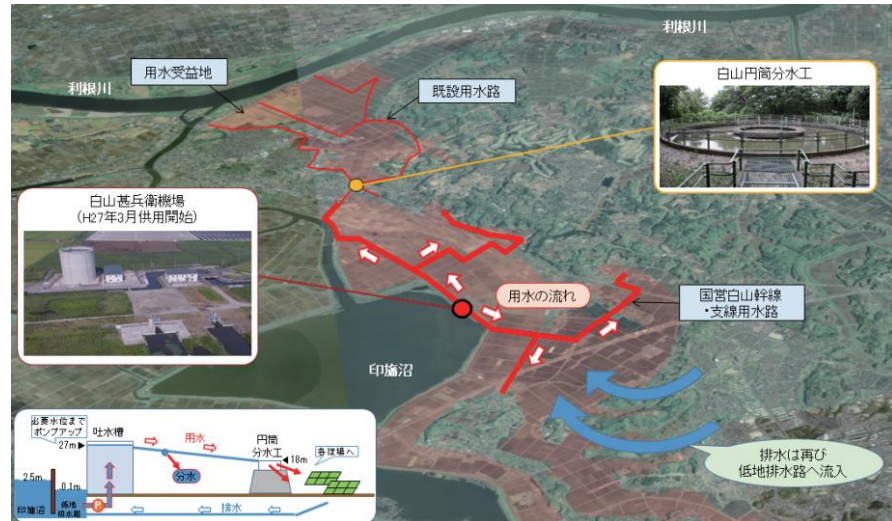 利根川
利根川
用水受益地
既設用水路
白山円筒分水工
白山甚兵衛機場
(H27年3月供用開始)
用水の流れ
国営白山幹線
・支線用水路
印旛沼
排水は再び
低地排水路へ流入
必要水位まで
ポンプアップ
吐水槽
27m
用水
円筒
分水工
18m
各ほ場へ
分水
2.5m
0.1m
印旛沼
低地
排水路
P
排水